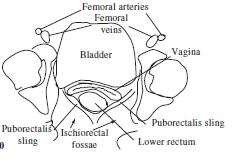 Femoral arteries
Femoral
veins
Bladder
Vagina
Puborectalis
sling
Ischiorectal
fossae
Puborectalis sling
Lower rectum